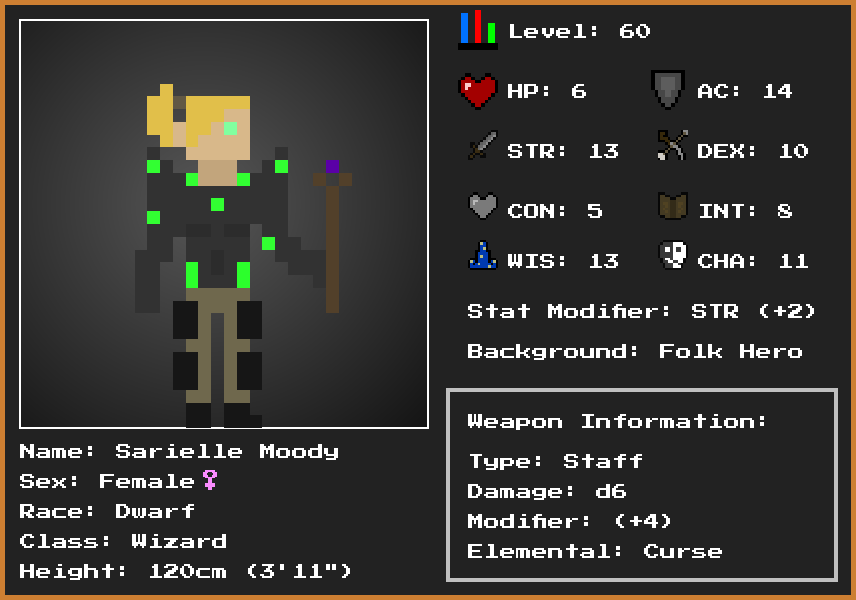 Level: 60
HP: 6
AC: 14
STR: 13
DEX: 10
CON: 5
INT: 8
WIS: 13
CHA: 11
Stat Modifier: STR (+2)
Background: Folk Hero
Weapon Information:
Type: Staff
Damage: d6
Modifier: (+4)
Elemental: Curse
Name: Sarielle Moody
Sex: Female♀
Race: Dwarf
Class: Wizard
Height: 120cm (3'11")